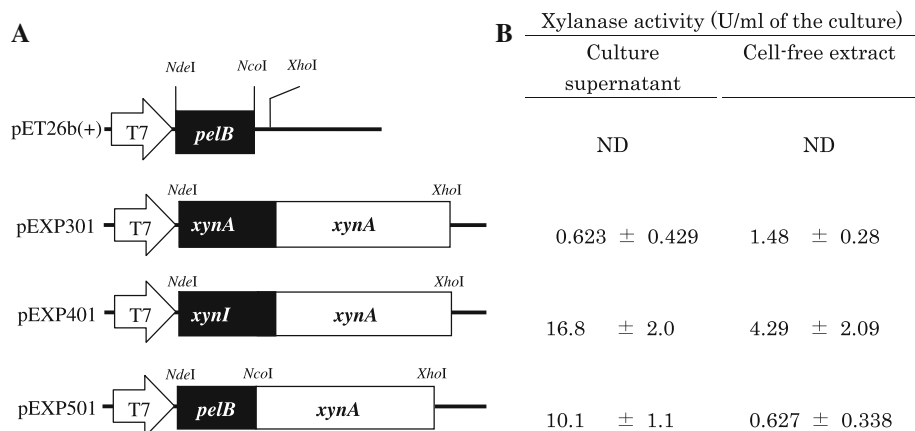 A
B
Xylanase activity (U/ml of the culture)
Culture supernatant
Cell-free extract
NdeI NcoI XhoI
pET26b(+) T7 pelB
ND ND
NdeI XhoI
pEXP301 T7 xynA xynA
0.623 ± 0.429 1.48 ± 0.28
NdeI XhoI
pEXP401 T7 xynI xynA
16.8 ± 2.0 4.29 ± 2.09
NdeI NcoI XhoI
pEXP501 T7 pelB xynA
10.1 ± 1.1 0.627 ± 0.338